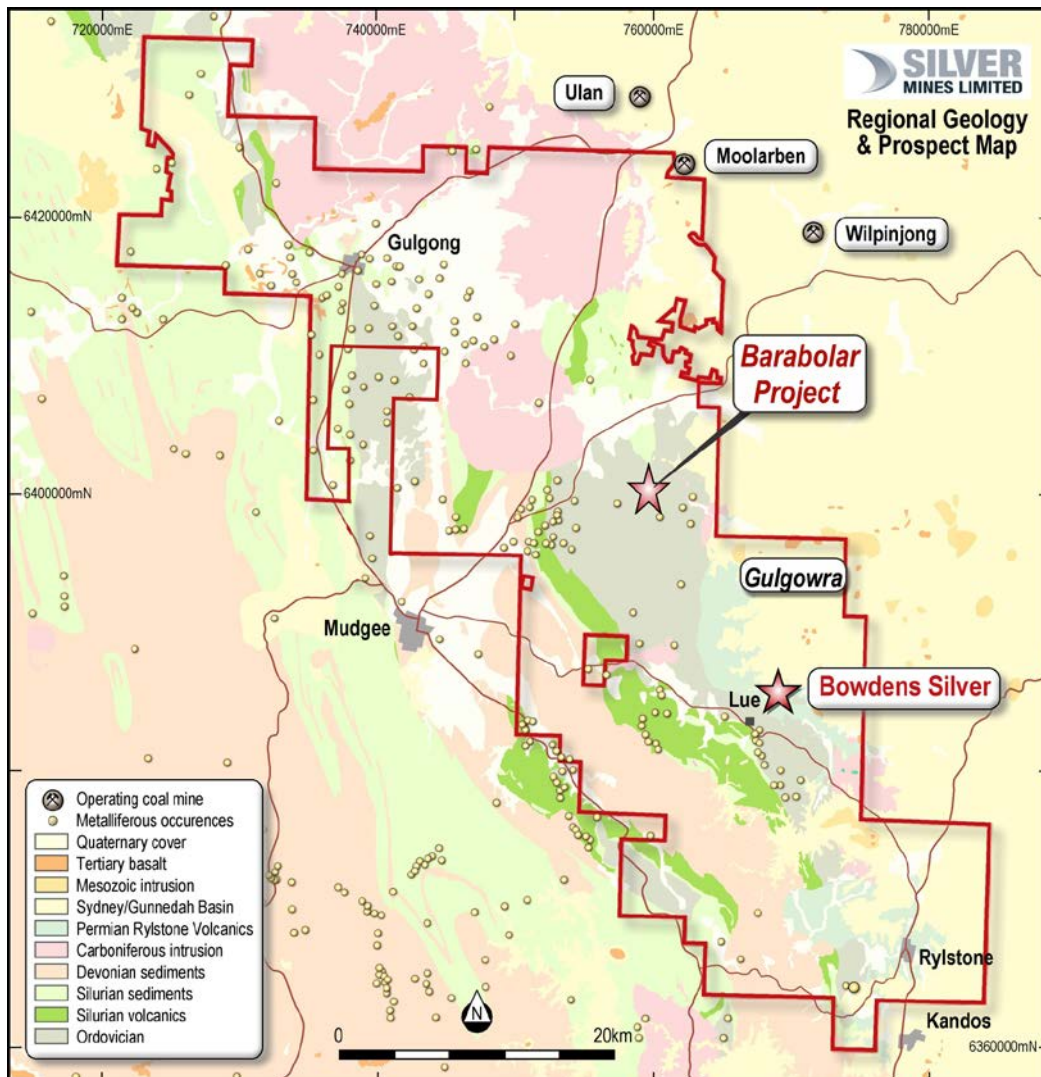 720000mE
740000mE
760000mE
780000mE
SILVER
MINES LIMITED
Regional Geology
& Prospect Map
Ulan
Moolarben
6420000mN
Wilpinjong
Gulgong
Barabolar
Project
6400000mN
Gulgowra
Mudgee
Bowdens Silver
Lue
Operating coal mine
Metalliferous occurences
Quaternary cover
Tertiary basalt
Mesozoic intrusion
Sydney/Gunnedah Basin
Permian Rylstone Volcanics
Carboniferous intrusion
Devonian sediments
Silurian sediments
Silurian volcanics
Ordovician
Rylstone
N
0
20km
Kandos
6360000mN